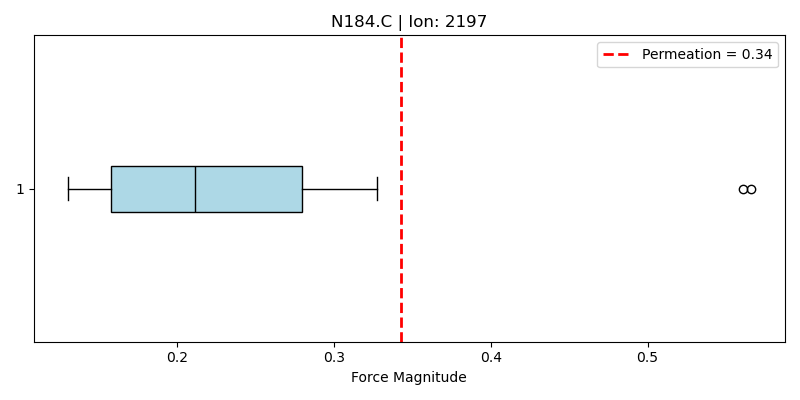 N184.C | Ion: 2197
Permeation = 0.34
1
0.2 0.3 0.4 0.5
Force Magnitude